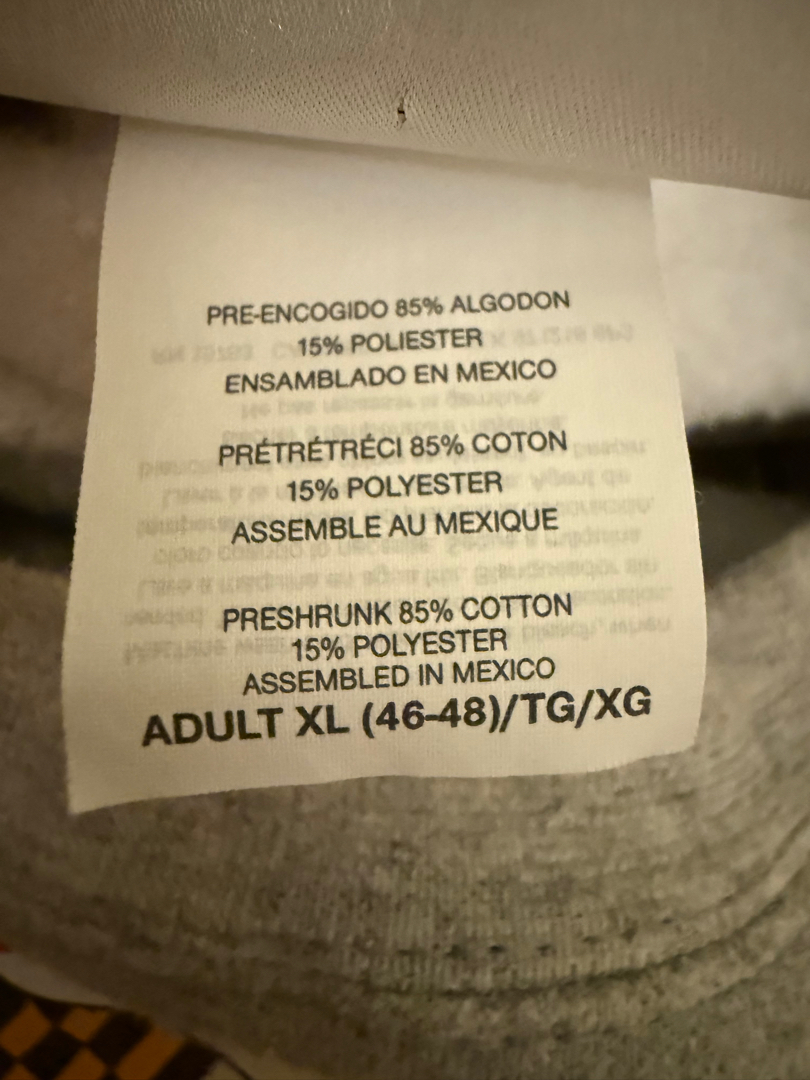 PRE-ENCOGIDO 85% ALGODON
15% POLIESTER
ENSAMBLADO EN MEXICO
PRÉTRÉTRÉCI 85% COTON
15% POLYESTER
ASSEMBLE AU MEXIQUE
PRESHRUNK 85% COTTON
15% POLYESTER
ASSEMBLED IN MEXICO
ADULT XL (46-48)/TG/XG